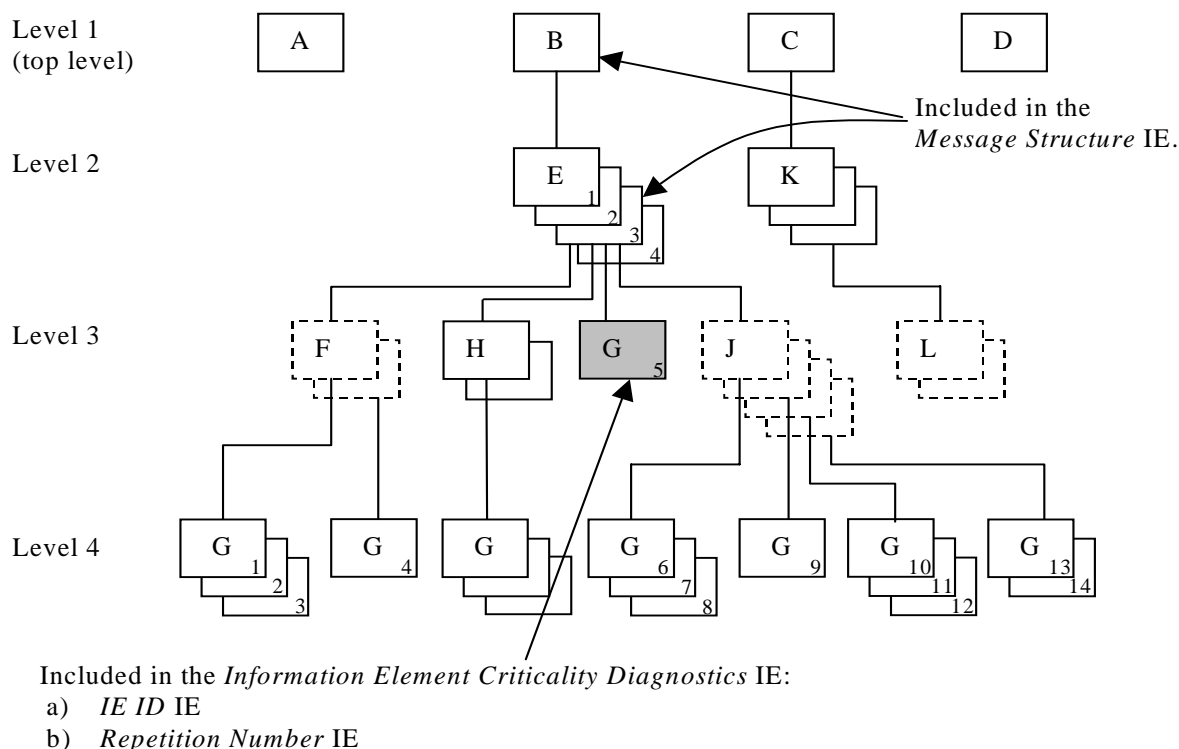 Level 1
(top level)
A
B
C
D
Included in the
Message Structure IE.
Level 2
E
1
2
3
4
K
Level 3
F
H
G
5
J
L
Level 4
G
1
2
3
G
4
G
G
6
7
8
G
9
G
10
11
12
G
13
14
Included in the Information Element Criticality Diagnostics IE:
a) IE ID IE
b) Repetition Number IE